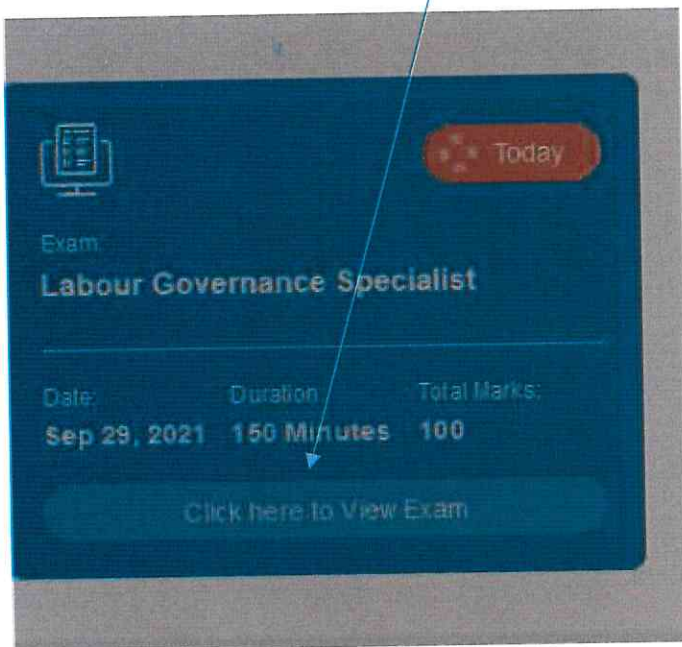 Today
Exam:
Labour Governance Specialist
Date: Duration Total Marks:
Sep 29, 2021 150 Minutes 100
Click here to View Exam